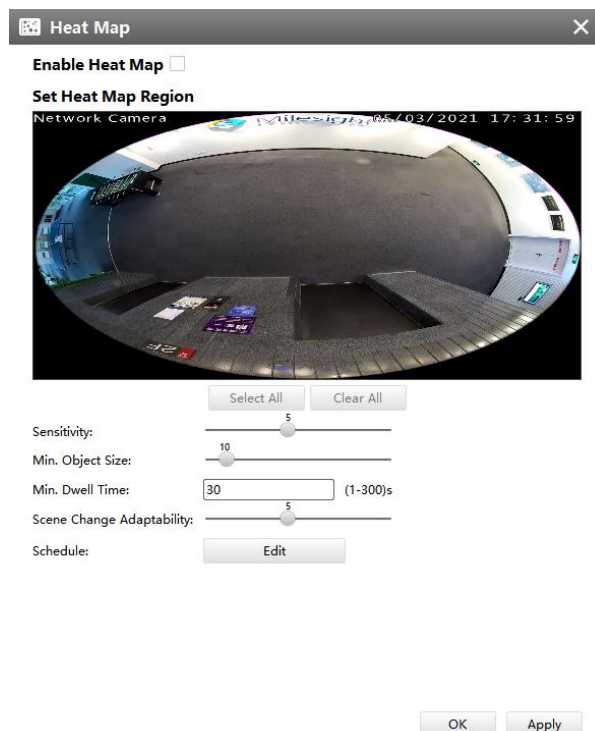 Heat Map
Enable Heat Map
Set Heat Map Region
Network Camera
Milesight
05/03/2021 17:31:59
2F
Select All Clear All
Sensitivity: 5
Min. Object Size: 10
Min. Dwell Time: 30 (1-300)s
Scene Change Adaptability: 5
Schedule: Edit
OK Apply